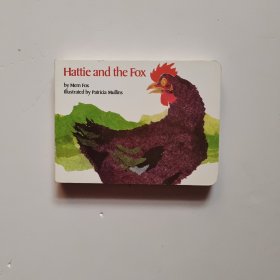 Hattie and the Fox
by Mem Fox
illustrated by Patricia Mullins